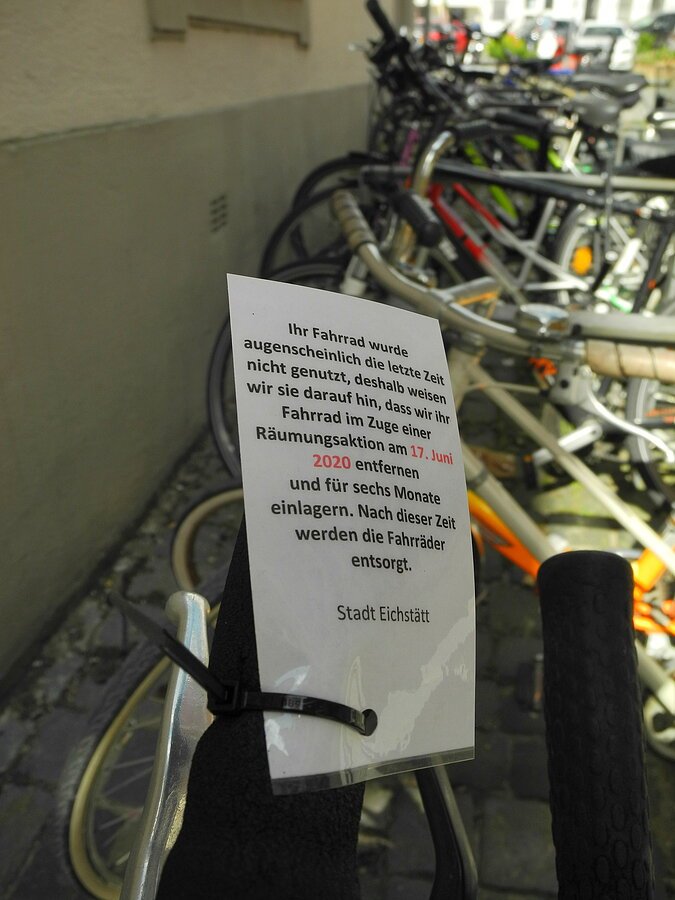 Ihr Fahrrad wurde
augenscheinlich die letzte Zeit
nicht genutzt, deshalb weisen
wir sie darauf hin, dass wir ihr
Fahrrad im Zuge einer
Räumungsaktion am 17. Juni
2020 entfernen
und für sechs Monate
einlagern. Nach dieser Zeit
werden die Fahrräder
entsorgt.
Stadt Eichstätt